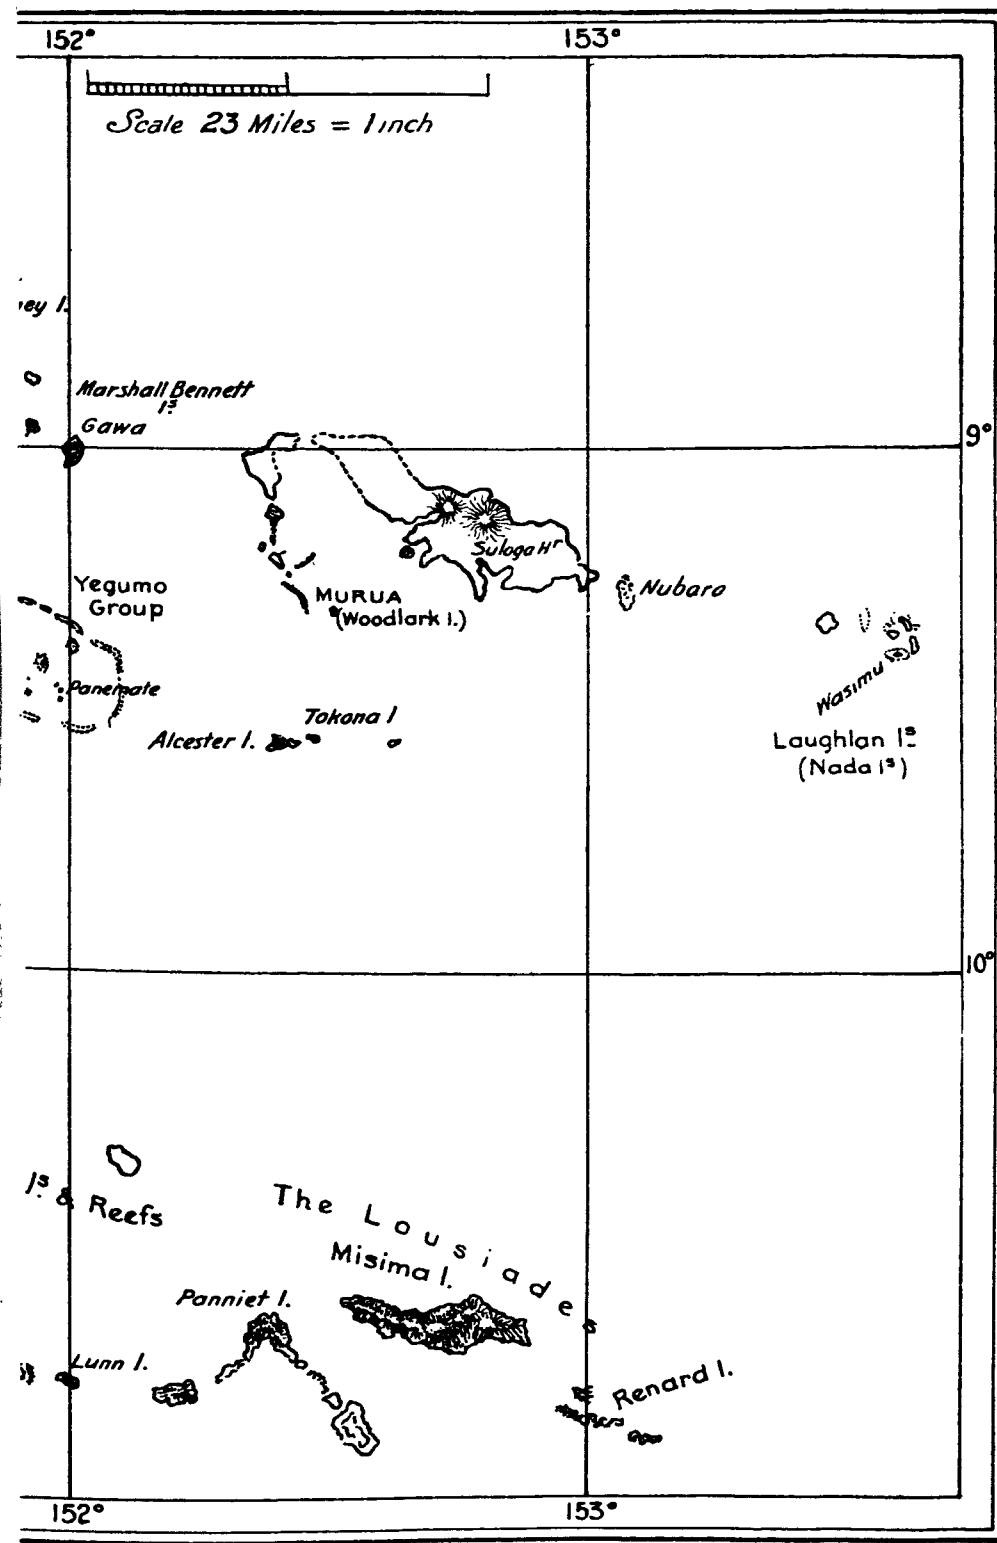 152° 153°
Scale 23 Miles = 1 inch
ey I.
Marshall Bennett
Is
Gawa
9°
Suloga Hr
Nubara
Yegumo
Group
MURUA
(Woodlark I.)
Panemate
Wasimu
Tokona I
Alcester I.
Laughlan Is
(Nada Is)
10°
Is & Reefs
The Lousiades
Misima I.
Panniet I.
Lunn I.
Renard I.
152° 153°